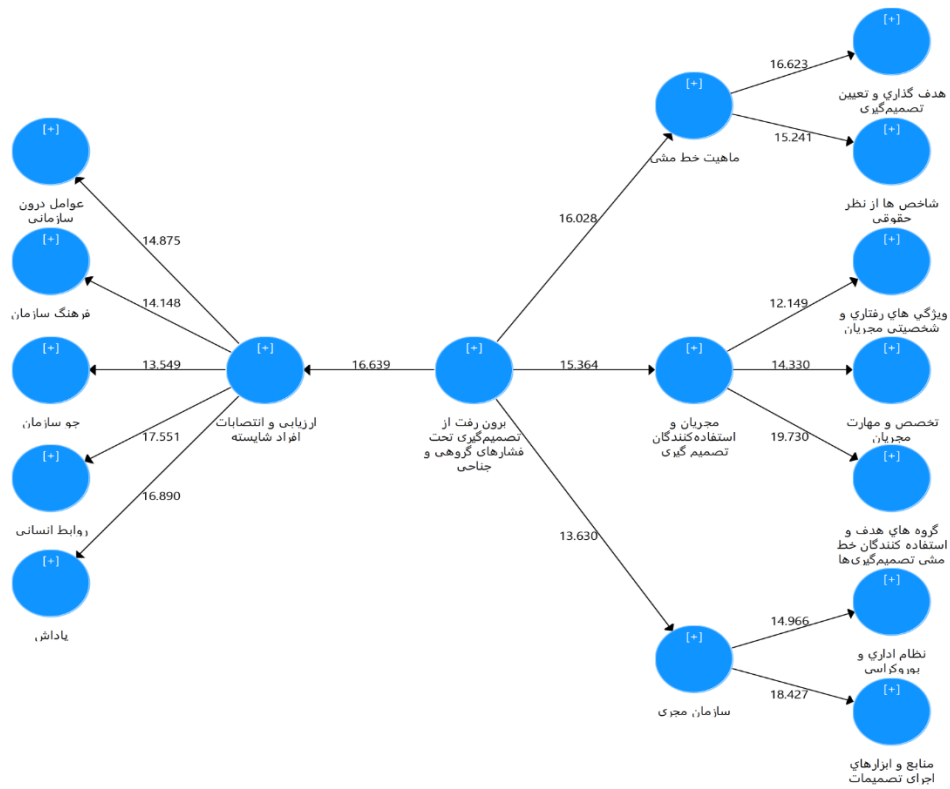 [+]
هدف گذاري و تعیین
تصمیم‌گیری
16.623
[+]
ماهیت خط مشی
15.241
[+]
شاخص ها از نظر
حقوقی
16.028
[+]
عوامل درون
سازمانی
14.875
[+]
فرهنگ سازمان
14.148
[+]
جو سازمان
13.549
[+]
روابط انسانی
17.551
[+]
پاداش
16.890
[+]
ارزیابی و انتصابات
افراد شایسته
16.639
[+]
برون رفت از
تصمیم‌گیری تحت
فشارهای گروهی و
جناحی
15.364
[+]
مجریان و
استفاده‌کنندگان
تصمیم گیری
12.149
[+]
ویژگي هاي رفتاري و
شخصیتی مجریان
14.330
[+]
تخصص و مهارت
مجریان
19.730
[+]
گروه هاي هدف و
استفاده کنندگان خط
مشی تصمیم‌گیری‌ها
13.630
[+]
سازمان مجری
14.966
[+]
نظام اداري و
بوروکراسی
18.427
[+]
منابع و ابزارهاي
اجرای تصمیمات